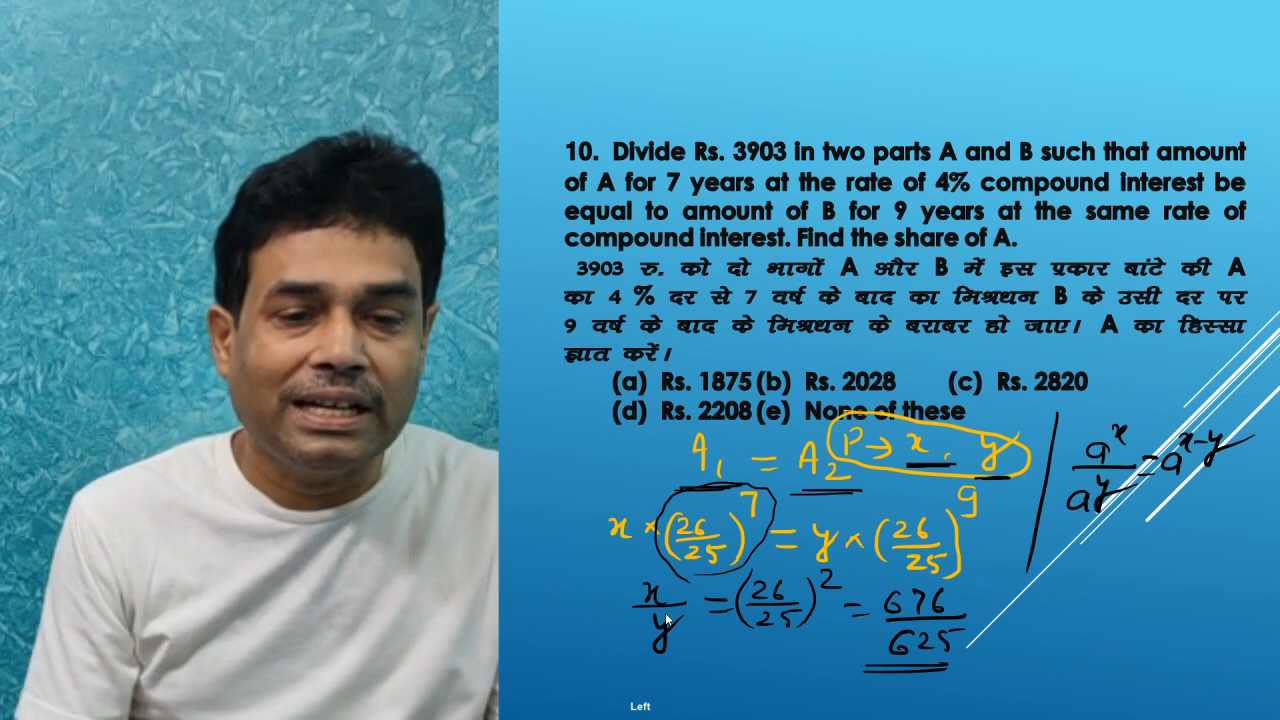 10. Divide Rs. 3903 in two parts A and B such that amount
of A for 7 years at the rate of 4% compound interest be
equal to amount of B for 9 years at the same rate of
compound interest. Find the share of A.
3903 रु. को दो भागों A और B में इस प्रकार बांटे की A
का 4 % दर से 7 वर्ष के बाद का मिश्रधन B के उसी दर पर
9 वर्ष के बाद के मिश्रधन के बराबर हो जाए। A का हिस्सा
ज्ञात करें।
(a) Rs. 1875 (b) Rs. 2028 (c) Rs. 2820
(d) Rs. 2208 (e) None of these
A₁ = A₂ P → x, y
x × (26/25)⁷ = y × (26/25)⁹
x/y = (26/25)² = 676/625
aˣ/aʸ = aˣ⁻ʸ
Left